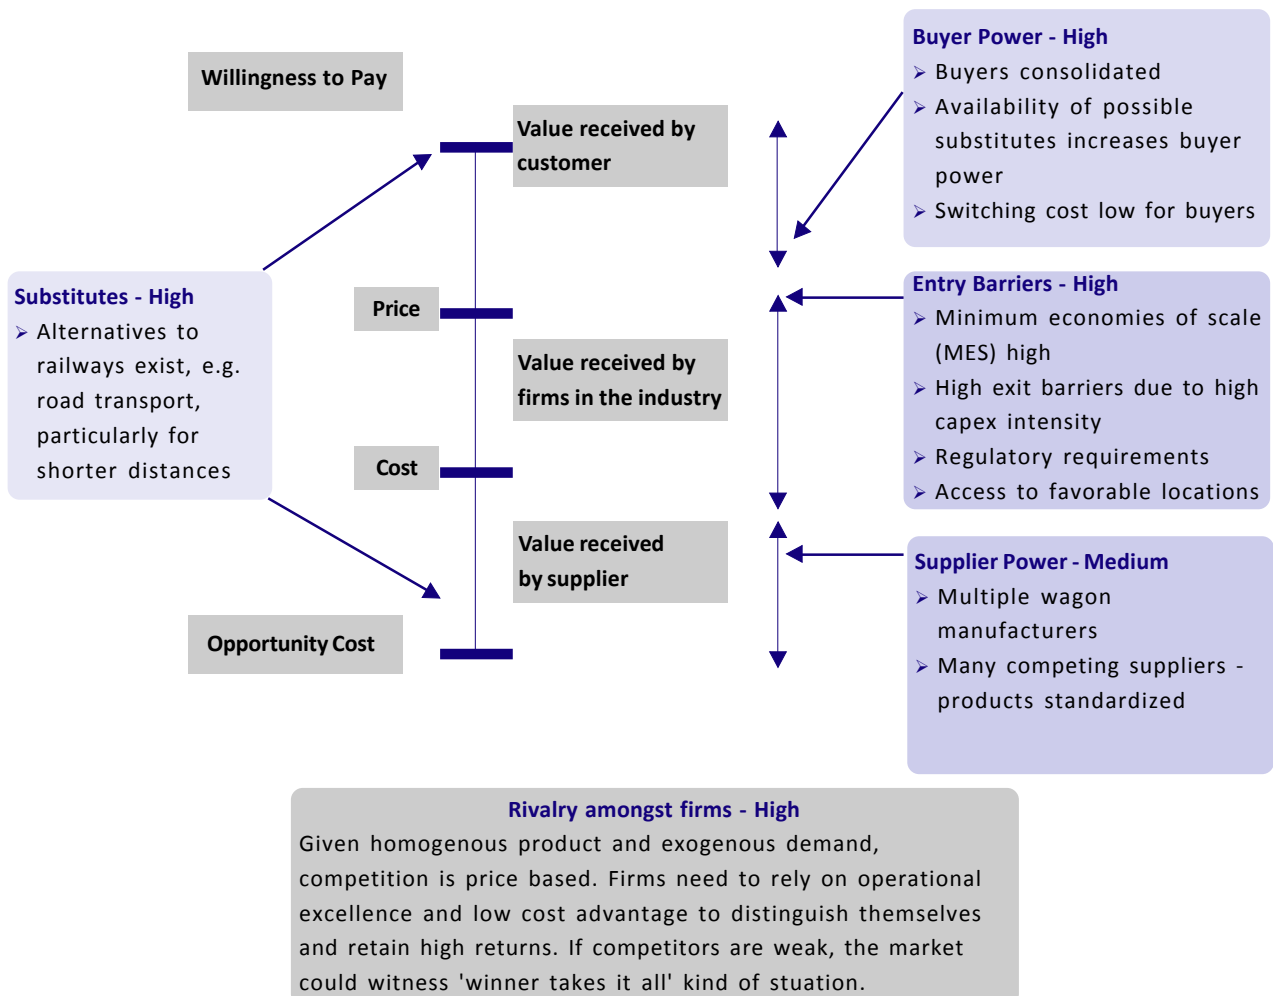 Willingness to Pay
Value received by
customer
Buyer Power - High
➢ Buyers consolidated
➢ Availability of possible
substitutes increases buyer
power
➢ Switching cost low for buyers
Substitutes - High
➢ Alternatives to
railways exist, e.g.
road transport,
particularly for
shorter distances
Price
Value received by
firms in the industry
Cost
Entry Barriers - High
➢ Minimum economies of scale
(MES) high
➢ High exit barriers due to high
capex intensity
➢ Regulatory requirements
➢ Access to favorable locations
Value received
by supplier
Opportunity Cost
Supplier Power - Medium
➢ Multiple wagon
manufacturers
➢ Many competing suppliers -
products standardized
Rivalry amongst firms - High
Given homogenous product and exogenous demand,
competition is price based. Firms need to rely on operational
excellence and low cost advantage to distinguish themselves
and retain high returns. If competitors are weak, the market
could witness 'winner takes it all' kind of stuation.